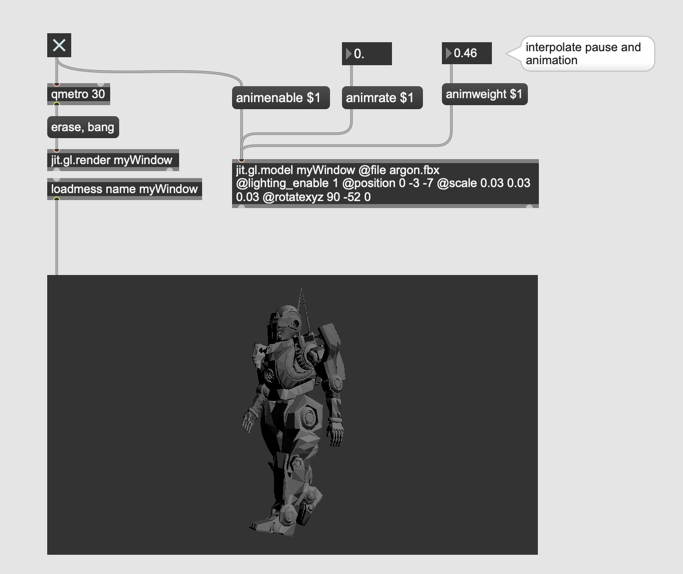 0.
0.46
interpolate pause and
animation
qmetro 30
animenable $1
animrate $1
animweight $1
erase, bang
jit.gl.render myWindow
jit.gl.model myWindow @file argon.fbx
@lighting_enable 1 @position 0 -3 -7 @scale 0.03 0.03
0.03 @rotatexyz 90 -52 0
loadmess name myWindow